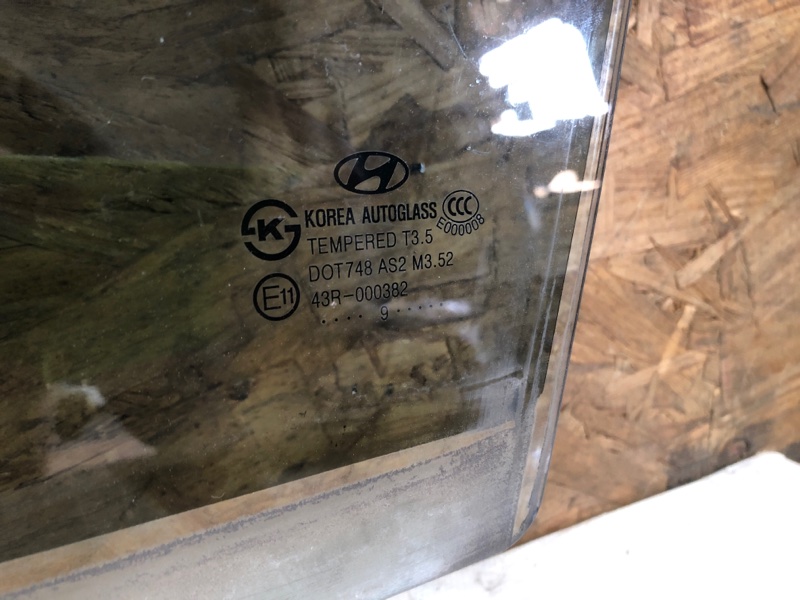 KOREA AUTOGLASS
CCC
E000008
TEMPERED T3.5
DOT748 AS2 M3.52
E11
43R-000382
.... 9 .....